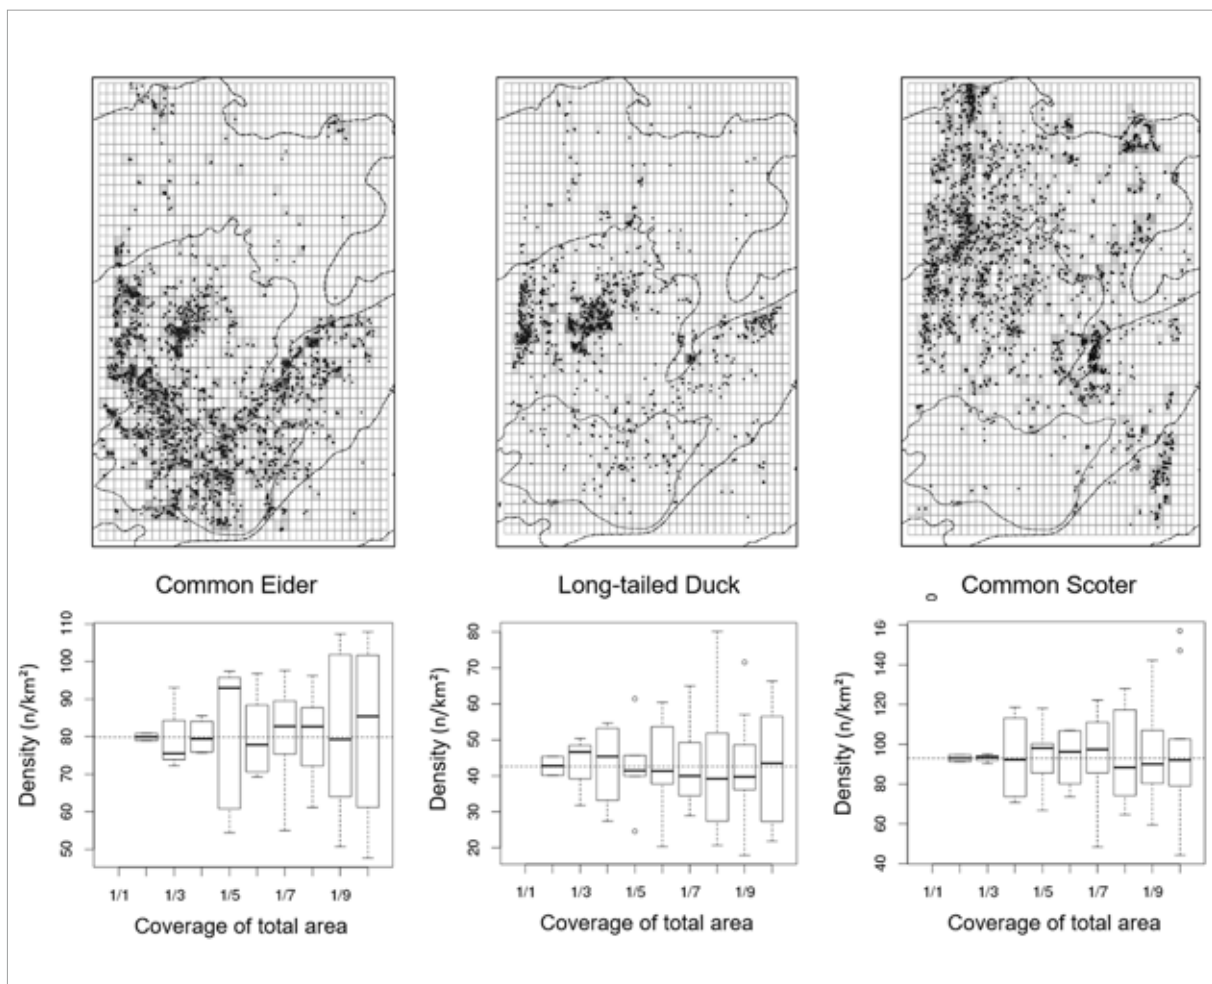 Common Eider
Long-tailed Duck
Common Scoter
Density (n/km²)
110
100
90
80
70
60
50
1/1 1/3 1/5 1/7 1/9
Coverage of total area
Density (n/km²)
80
70
60
50
40
30
20
1/1 1/3 1/5 1/7 1/9
Coverage of total area
Density (n/km²)
16
140
120
100
80
60
40
1/1 1/3 1/5 1/7 1/9
Coverage of total area